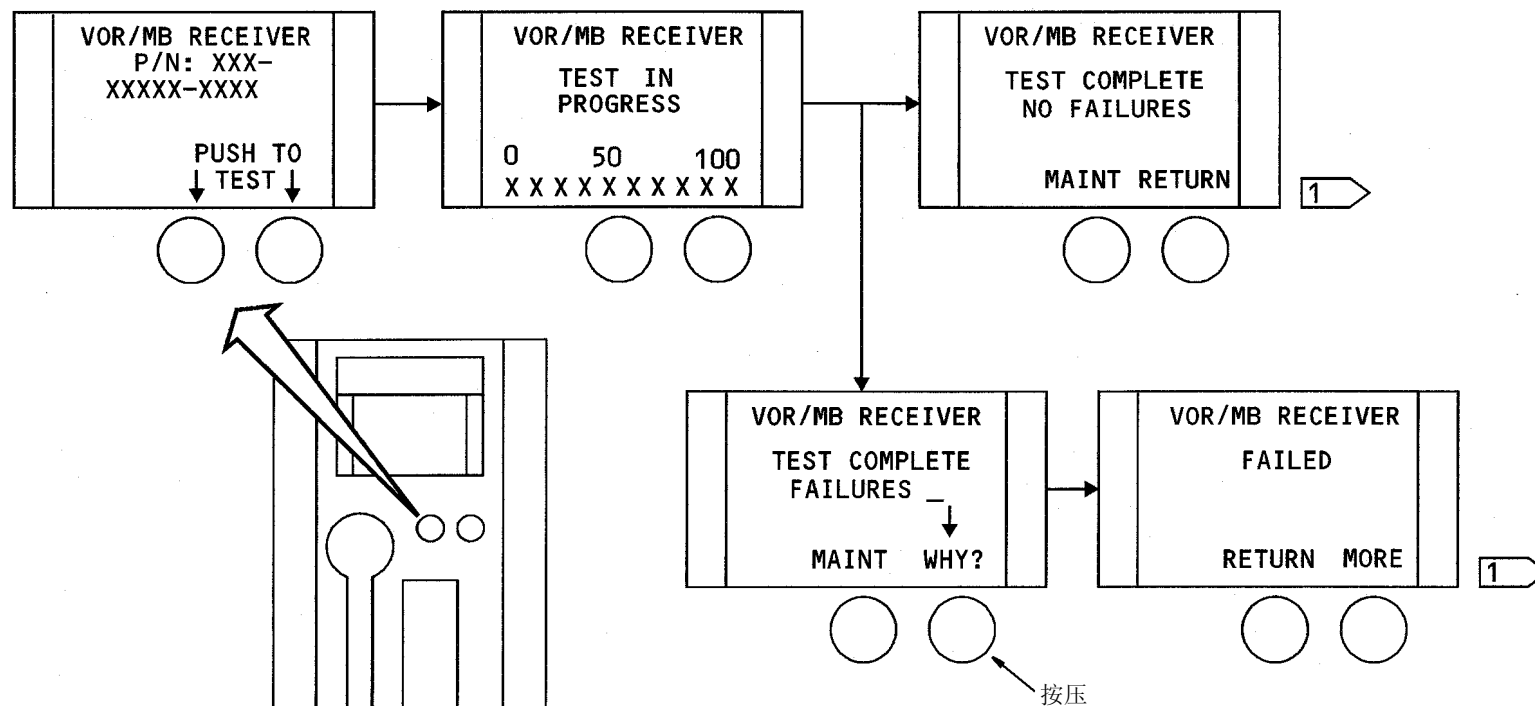 VOR/MB RECEIVER
P/N: XXX-
XXXXX-XXXX
PUSH TO
TEST
VOR/MB RECEIVER
TEST IN
PROGRESS
0 50 100
X X X X X X X X X X
VOR/MB RECEIVER
TEST COMPLETE
NO FAILURES
MAINT RETURN
1
VOR/MB RECEIVER
TEST COMPLETE
FAILURES _
MAINT WHY?
VOR/MB RECEIVER
FAILED
RETURN MORE
1
按压